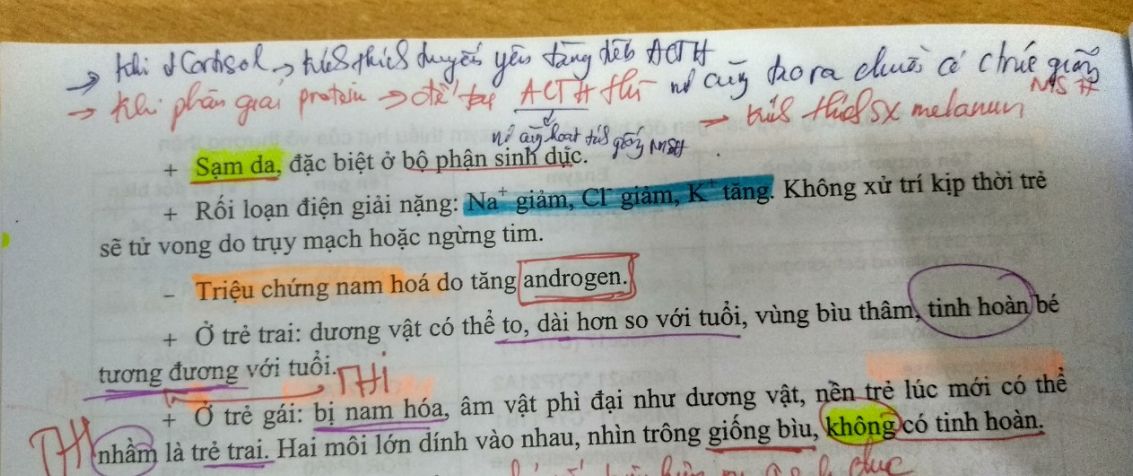 → Khi ↓ Cortisol → kích thích tuyến yên tăng tiết ACTH
nó cũng tạo ra chuỗi có chức giống MSH
→ Khi phân giải protein → để tạo ACTH thì
→ kích thích sx melanin
nó cũng hoạt tính giống MSH
+ Sạm da, đặc biệt ở bộ phận sinh dục.
+ Rối loạn điện giải nặng: Na⁺ giảm, Cl⁻ giảm, K⁺ tăng. Không xử trí kịp thời trẻ
sẽ tử vong do trụy mạch hoặc ngừng tim.
− Triệu chứng nam hoá do tăng androgen.
+ Ở trẻ trai: dương vật có thể to, dài hơn so với tuổi, vùng bìu thâm, tinh hoàn bé
tương đương với tuổi.
THI
+ Ở trẻ gái: bị nam hóa, âm vật phì đại như dương vật, nền trẻ lúc mới có thể
THI
nhầm là trẻ trai. Hai môi lớn dính vào nhau, nhìn trông giống bìu, không có tinh hoàn.